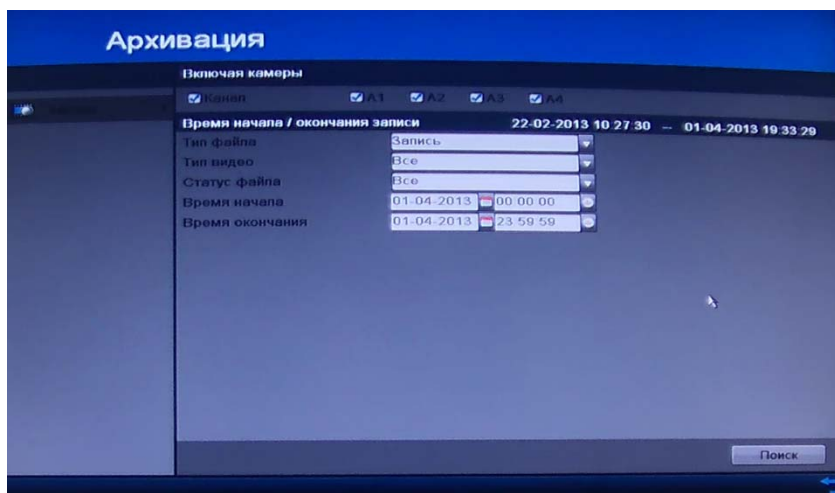 Архивация
Включая камеры
Канал A1 A2 A3 A4
Время начала / окончания записи 22-02-2013 10:27:30 -- 01-04-2013 19:33:29
Тип файла Запись
Тип видео Все
Статус файла Все
Время начала 01-04-2013 00:00:00
Время окончания 01-04-2013 23:59:59
Поиск